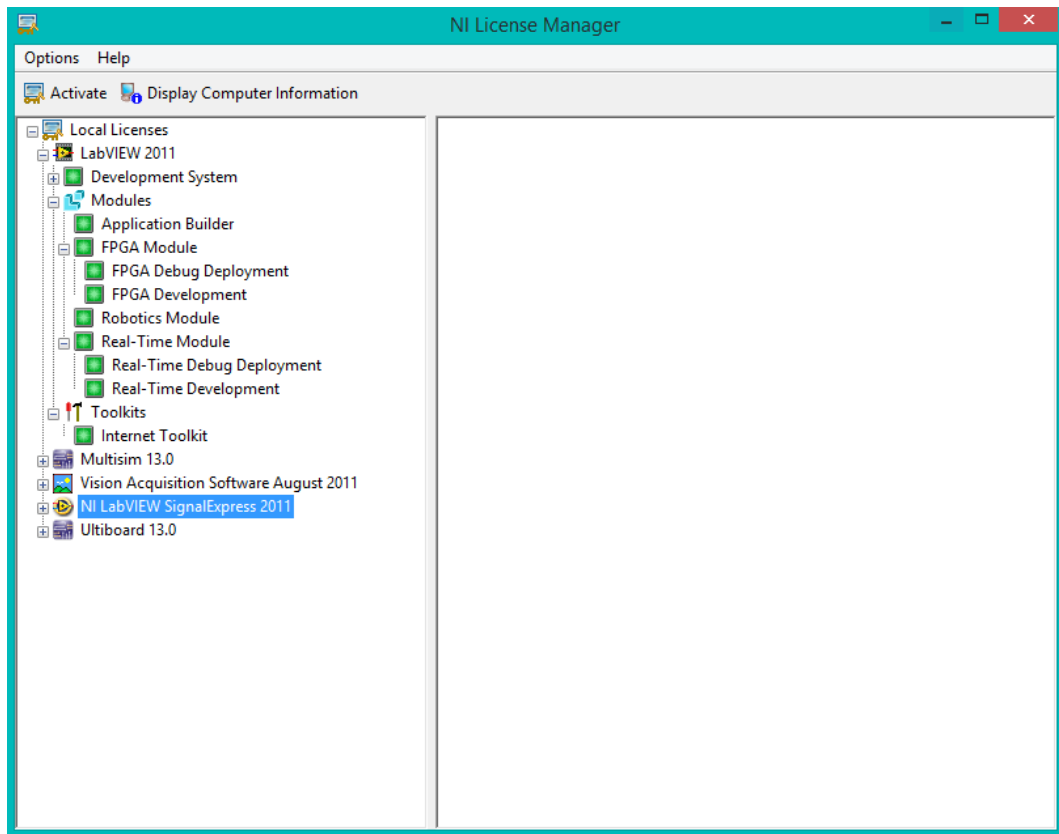 NI License Manager
Options Help
Activate Display Computer Information
Local Licenses
LabVIEW 2011
Development System
Modules
Application Builder
FPGA Module
FPGA Debug Deployment
FPGA Development
Robotics Module
Real-Time Module
Real-Time Debug Deployment
Real-Time Development
Toolkits
Internet Toolkit
Multisim 13.0
Vision Acquisition Software August 2011
NI LabVIEW SignalExpress 2011
Ultiboard 13.0